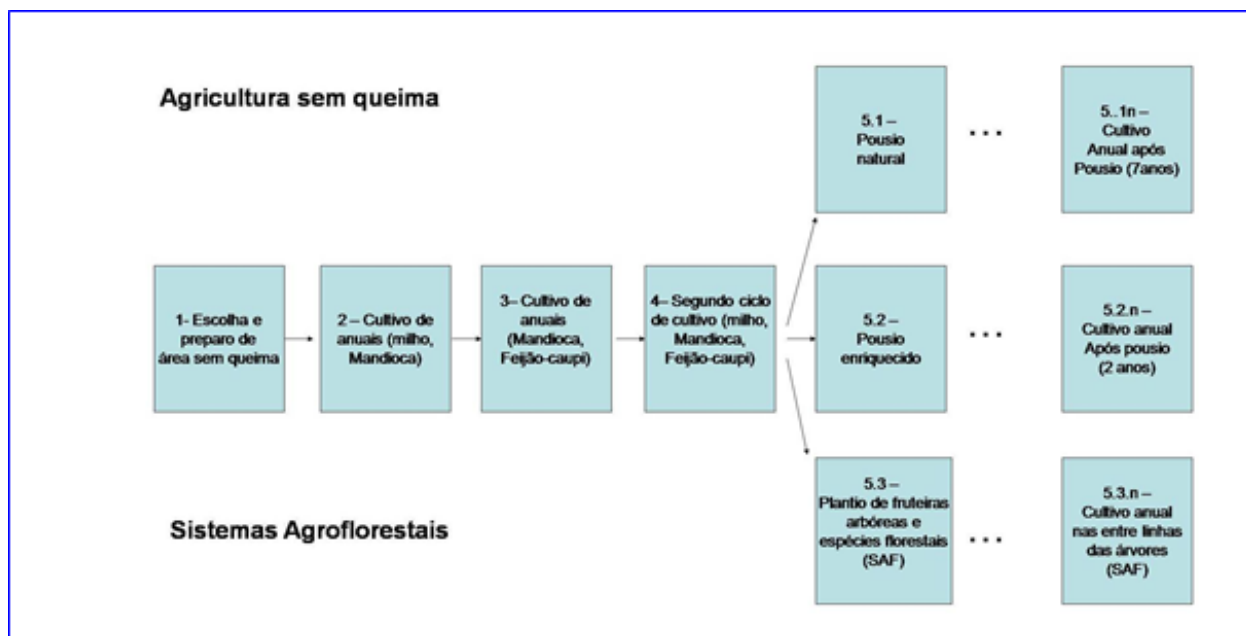 Agricultura sem queima
5.1 –
Pousio
natural
...
5..1n –
Cultivo
Anual após
Pousio (7anos)
1- Escolha e
preparo de
área sem queima
2 – Cultivo de
anuais (milho,
Mandioca)
3– Cultivo de
anuais
(Mandioca,
Feijão-caupi)
4– Segundo ciclo
de cultivo (milho,
Mandioca,
Feijão-caupi)
5.2 –
Pousio
enriquecido
...
5.2.n –
Cultivo anual
Após pousio
(2 anos)
Sistemas Agroflorestais
5.3 –
Plantio de fruteiras
arbóreas e
espécies florestais
(SAF)
...
5.3.n –
Cultivo anual
nas entre linhas
das árvores
(SAF)